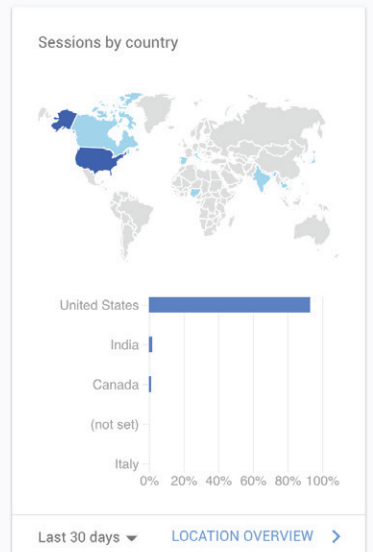 Sessions by country
United States
India
Canada
(not set)
Italy
0% 20% 40% 60% 80% 100%
Last 30 days
LOCATION OVERVIEW